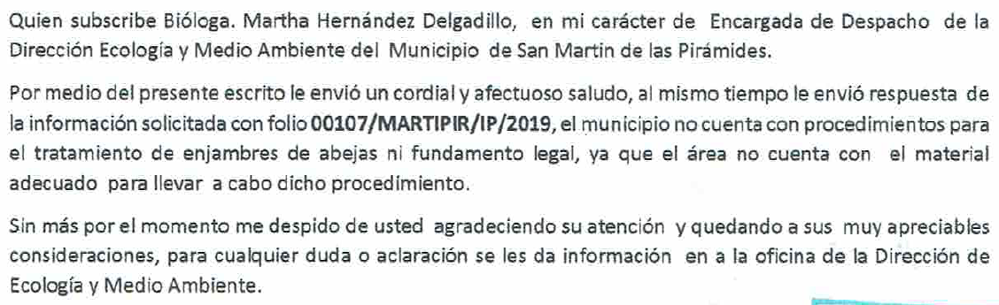 Quien subscribe Bióloga. Martha Hernández Delgadillo, en mi carácter de Encargada de Despacho de la
Dirección Ecología y Medio Ambiente del Municipio de San Martin de las Pirámides.
Por medio del presente escrito le envió un cordial y afectuoso saludo, al mismo tiempo le envió respuesta de
la información solicitada con folio 00107/MARTIPIR/IP/2019, el municipio no cuenta con procedimientos para
el tratamiento de enjambres de abejas ni fundamento legal, ya que el área no cuenta con el material
adecuado para llevar a cabo dicho procedimiento.
Sin más por el momento me despido de usted agradeciendo su atención y quedando a sus muy apreciables
consideraciones, para cualquier duda o aclaración se les da información en a la oficina de la Dirección de
Ecología y Medio Ambiente.